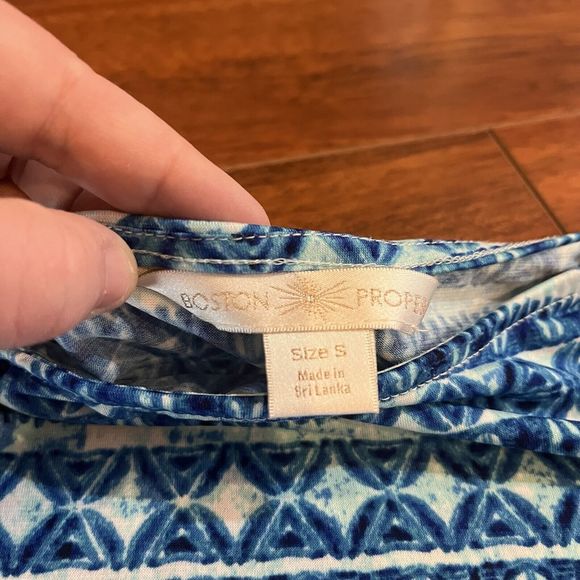 BOSTON PROPER
Size S
Made in
Sri Lanka